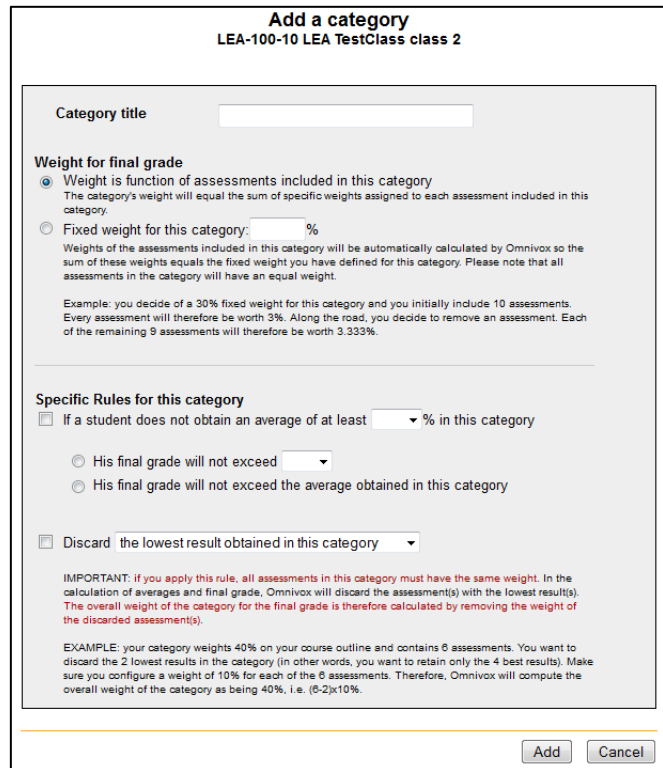 Add a category
LEA-100-10 LEA TestClass class 2
Category title
Weight for final grade
Weight is function of assessments included in this category
The category's weight will equal the sum of specific weights assigned to each assessment included in this
category.
Fixed weight for this category: %
Weights of the assessments included in this category will be automatically calculated by Omnivox so the
sum of these weights equals the fixed weight you have defined for this category. Please note that all
assessments in the category will have an equal weight.
Example: you decide of a 30% fixed weight for this category and you initially include 10 assessments.
Every assessment will therefore be worth 3%. Along the road, you decide to remove an assessment. Each
of the remaining 9 assessments will therefore be worth 3.333%.
Specific Rules for this category
If a student does not obtain an average of at least % in this category
His final grade will not exceed
His final grade will not exceed the average obtained in this category
Discard the lowest result obtained in this category
IMPORTANT: if you apply this rule, all assessments in this category must have the same weight. In the
calculation of averages and final grade, Omnivox will discard the assessment(s) with the lowest result(s).
The overall weight of the category for the final grade is therefore calculated by removing the weight of
the discarded assessment(s).
EXAMPLE: your category weights 40% on your course outline and contains 6 assessments. You want to
discard the 2 lowest results in the category (in other words, you want to retain only the 4 best results). Make
sure you configure a weight of 10% for each of the 6 assessments. Therefore, Omnivox will compute the
overall weight of the category as being 40%, i.e. (6-2)x10%.
Add Cancel